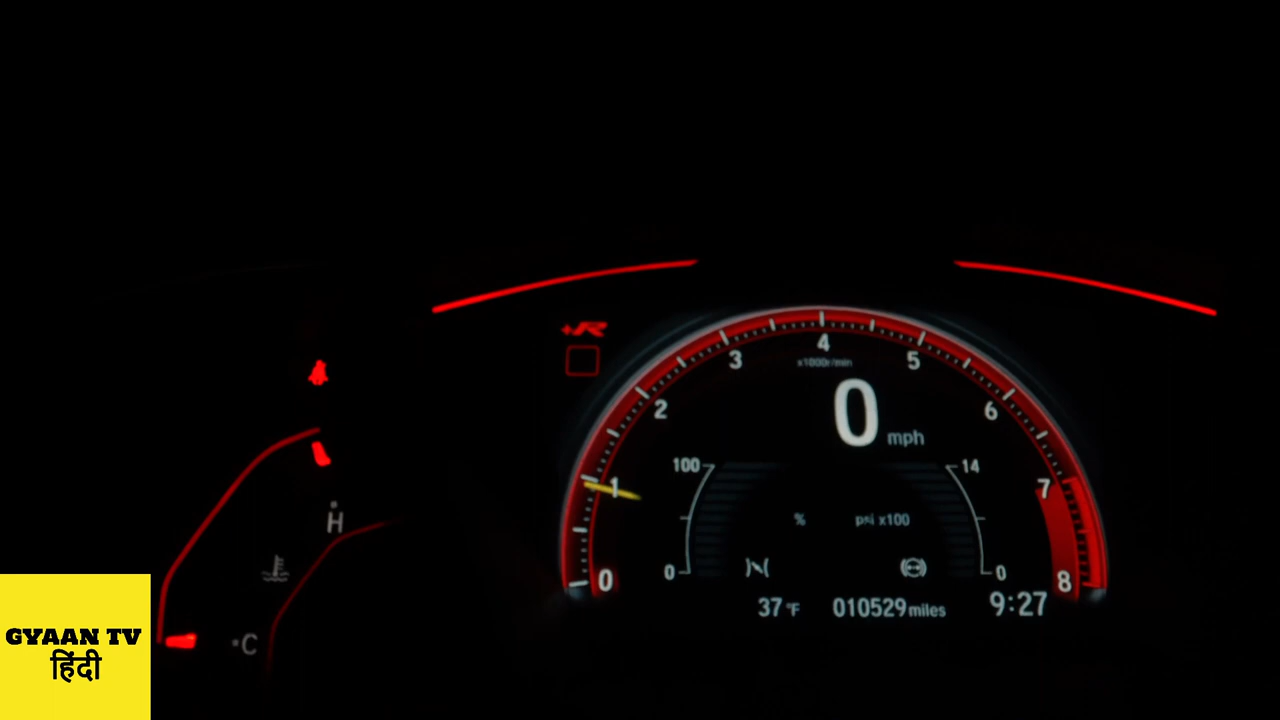 +R
4
3
5
x1000r/min
2
0
6
mph
100
14
1
7
H
%
psi x100
0
0
0
8
37 °F
010529 miles
9:27
C
GYAAN TV
हिंदी